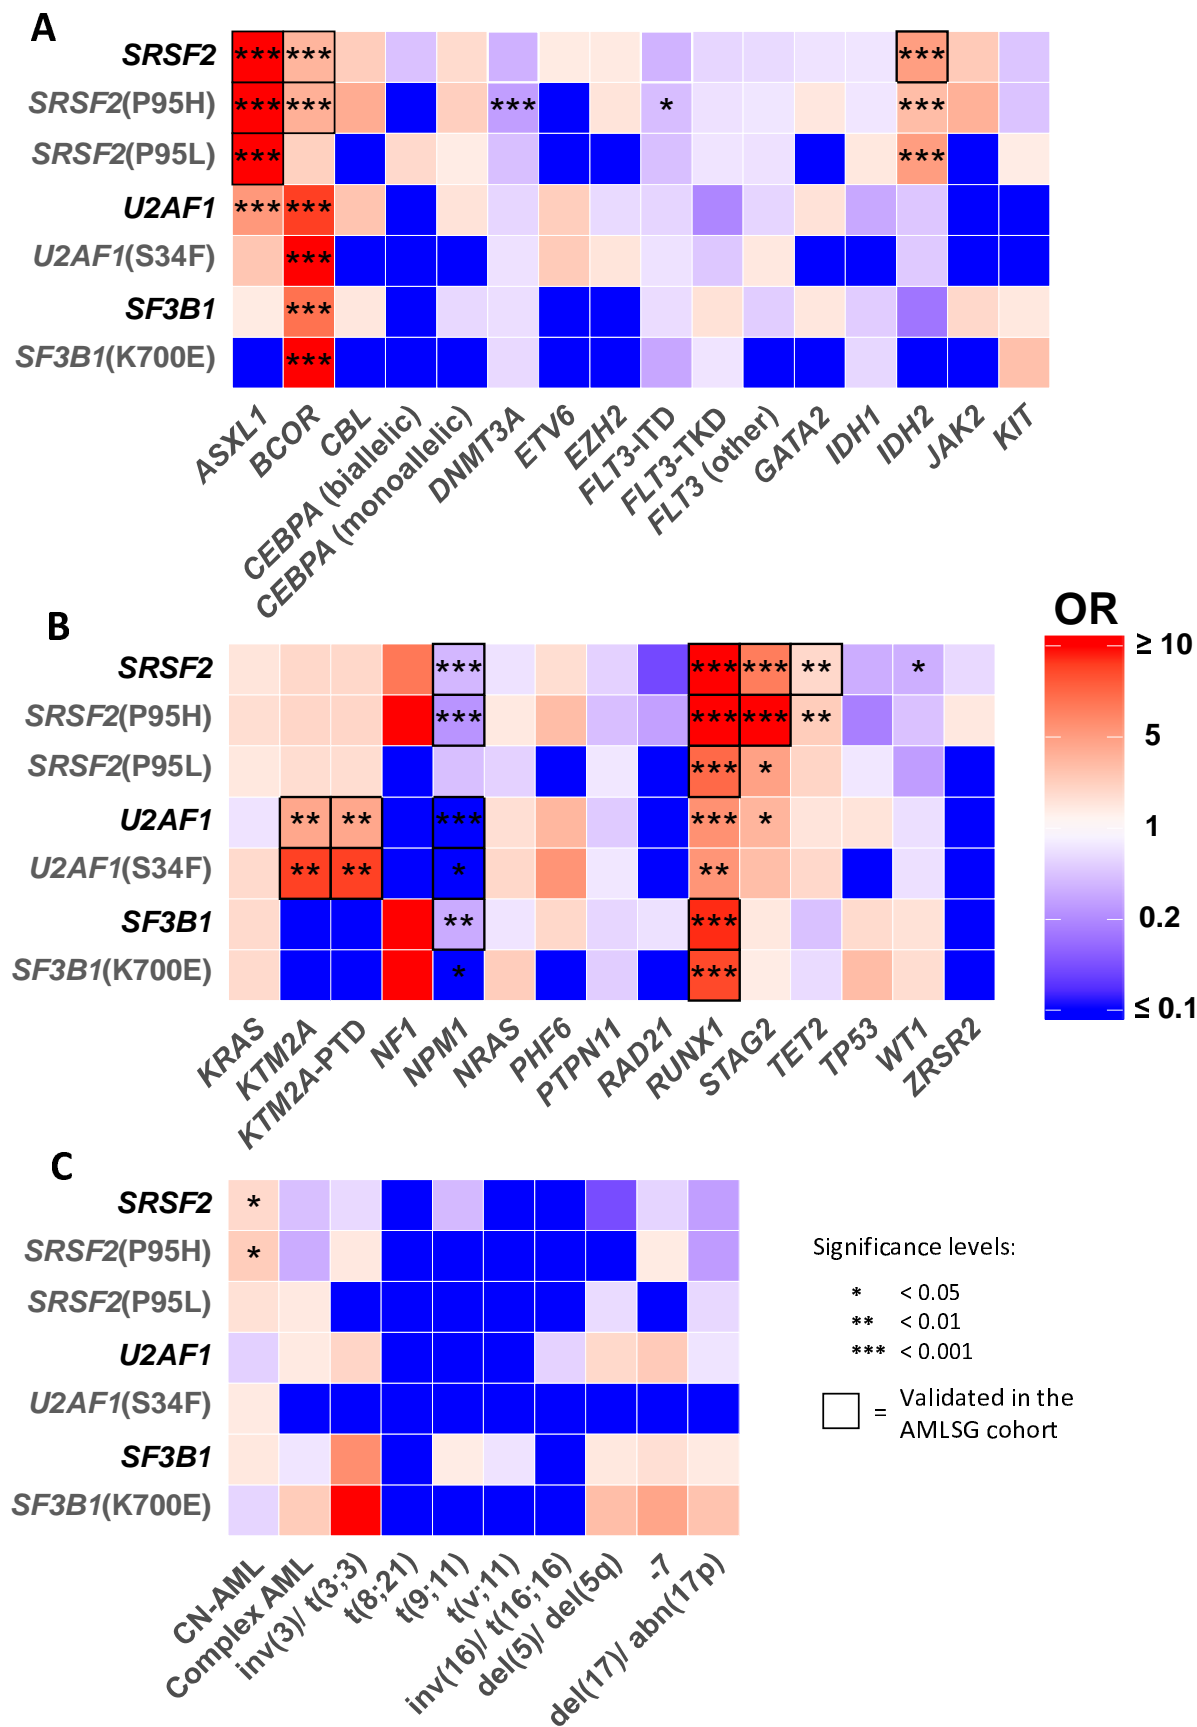 A
SRSF2 *** *** ***
SRSF2(P95H) *** *** *** * ***
SRSF2(P95L) *** ***
U2AF1 *** ***
U2AF1(S34F) ***
SF3B1 ***
SF3B1(K700E) ***
ASXL1 BCOR CBL CEBPA (biallelic) CEBPA (monoallelic) DNMT3A ETV6 EZH2 FLT3-ITD FLT3-TKD FLT3 (other) GATA2 IDH1 IDH2 JAK2 KIT
B
SRSF2 *** *** *** ** *
SRSF2(P95H) *** *** *** **
SRSF2(P95L) *** *
U2AF1 ** ** *** *** *
U2AF1(S34F) ** ** * **
SF3B1 ** ***
SF3B1(K700E) * ***
KRAS KTM2A KTM2A-PTD NF1 NPM1 NRAS PHF6 PTPN11 RAD21 RUNX1 STAG2 TET2 TP53 WT1 ZRSR2
OR
≥ 10
5
1
0.2
≤ 0.1
C
SRSF2 *
SRSF2(P95H) *
SRSF2(P95L)
U2AF1
U2AF1(S34F)
SF3B1
SF3B1(K700E)
CN-AML Complex AML inv(3)/ t(3;3) t(8;21) t(9;11) t(v;11) inv(16)/ t(16;16) del(5)/ del(5q) -7 del(17)/ abn(17p)
Significance levels:
* < 0.05
** < 0.01
*** < 0.001
= Validated in the
AMLSG cohort